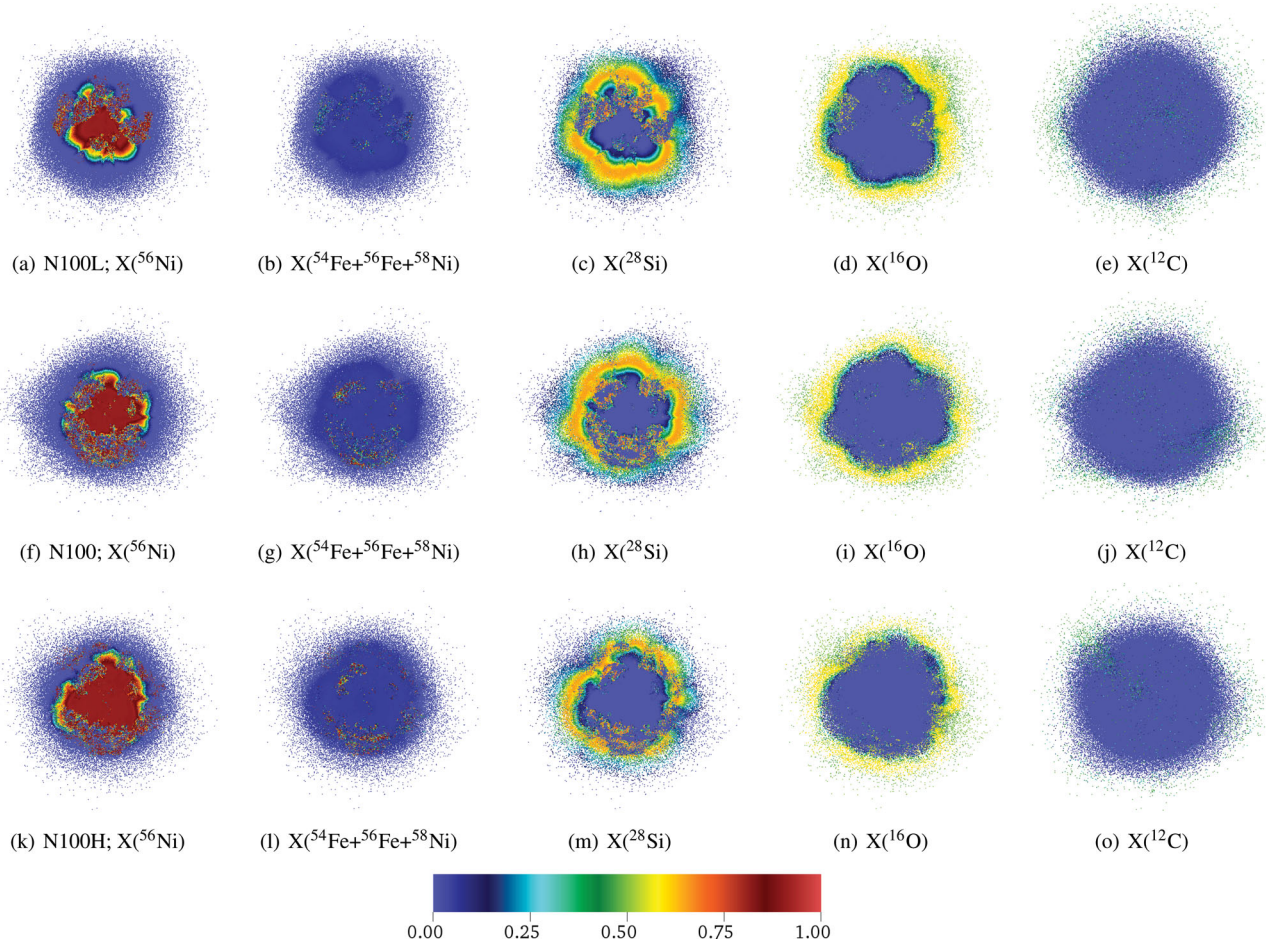 (a) N100L; X(⁵⁶Ni) (b) X(⁵⁴Fe+⁵⁶Fe+⁵⁸Ni) (c) X(²⁸Si) (d) X(¹⁶O) (e) X(¹²C)
(f) N100; X(⁵⁶Ni) (g) X(⁵⁴Fe+⁵⁶Fe+⁵⁸Ni) (h) X(²⁸Si) (i) X(¹⁶O) (j) X(¹²C)
(k) N100H; X(⁵⁶Ni) (l) X(⁵⁴Fe+⁵⁶Fe+⁵⁸Ni) (m) X(²⁸Si) (n) X(¹⁶O) (o) X(¹²C)
0.00 0.25 0.50 0.75 1.00